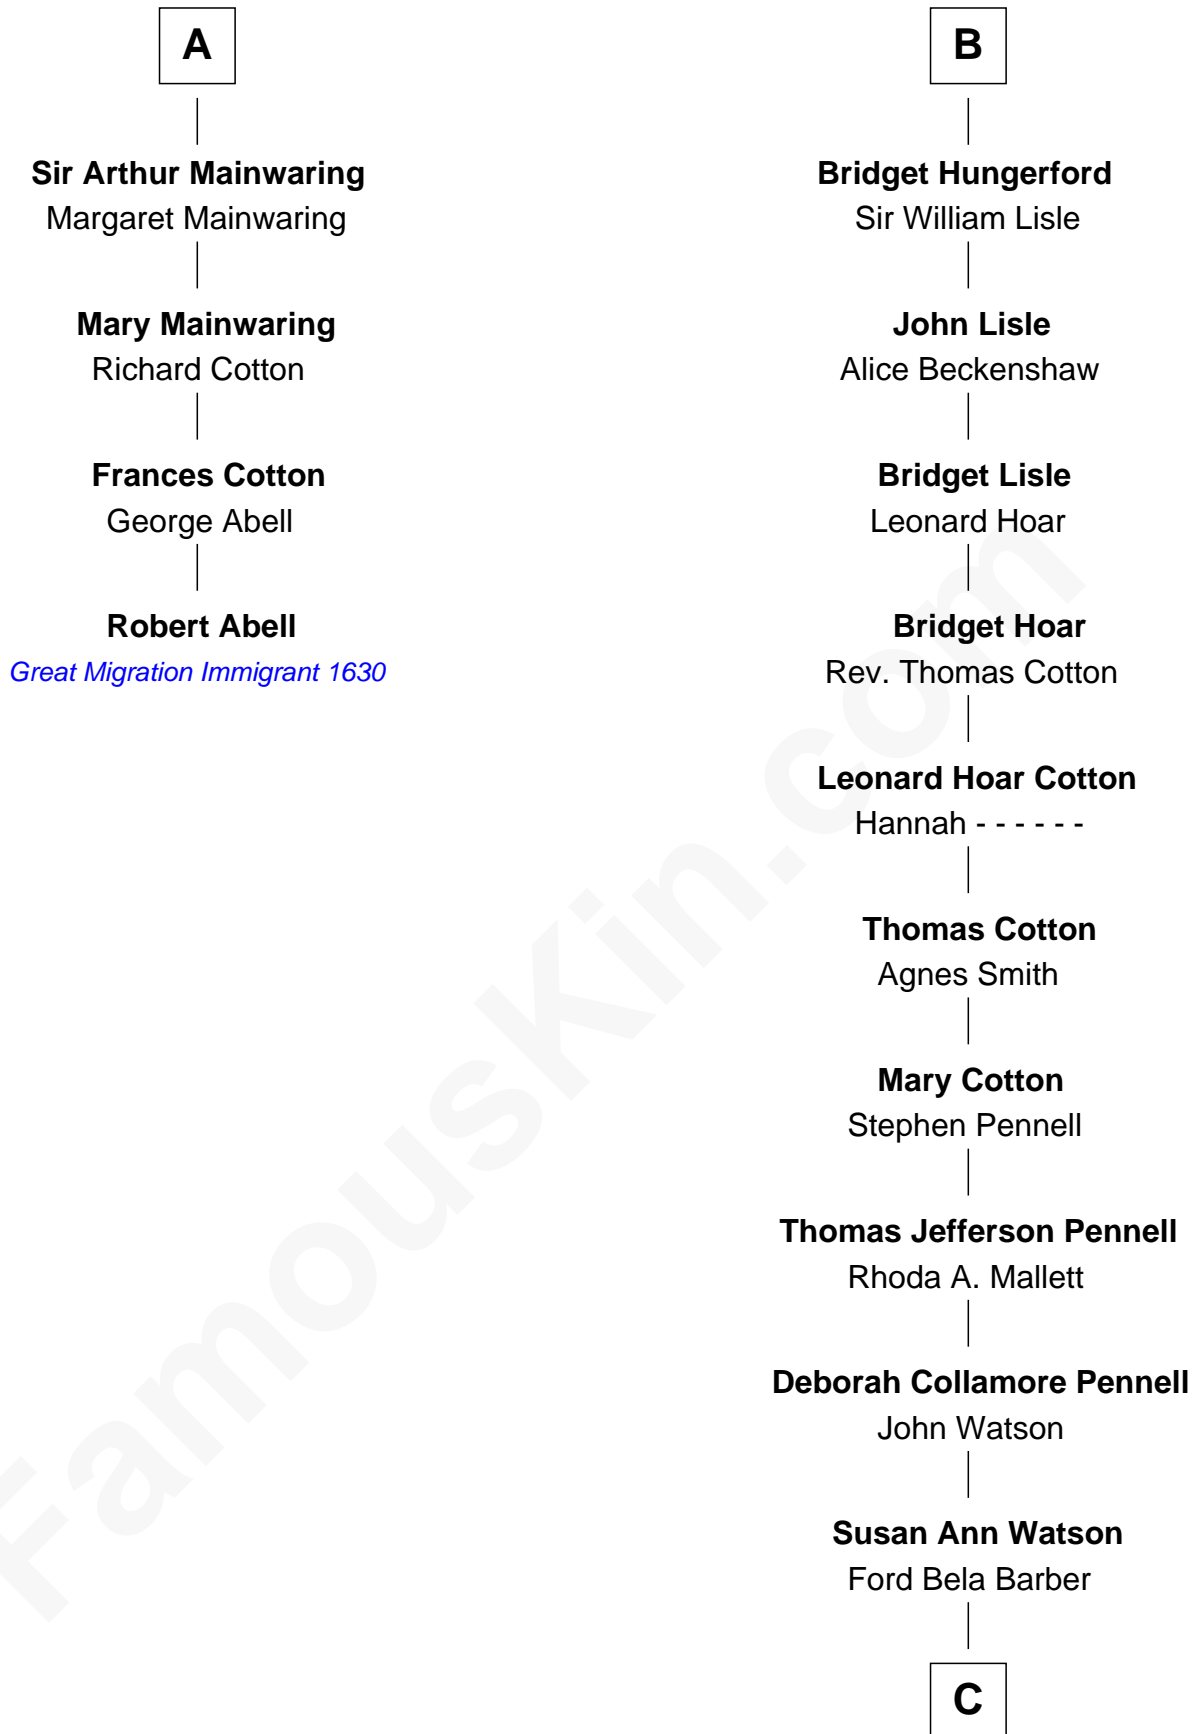 A
Sir Arthur Mainwaring
Margaret Mainwaring
Mary Mainwaring
Richard Cotton
Frances Cotton
George Abell
Robert Abell
Great Migration Immigrant 1630
B
Bridget Hungerford
Sir William Lisle
John Lisle
Alice Beckenshaw
Bridget Lisle
Leonard Hoar
Bridget Hoar
Rev. Thomas Cotton
Leonard Hoar Cotton
Hannah - - - - - -
Thomas Cotton
Agnes Smith
Mary Cotton
Stephen Pennell
Thomas Jefferson Pennell
Rhoda A. Mallett
Deborah Collamore Pennell
John Watson
Susan Ann Watson
Ford Bela Barber
C
FamousKin.com